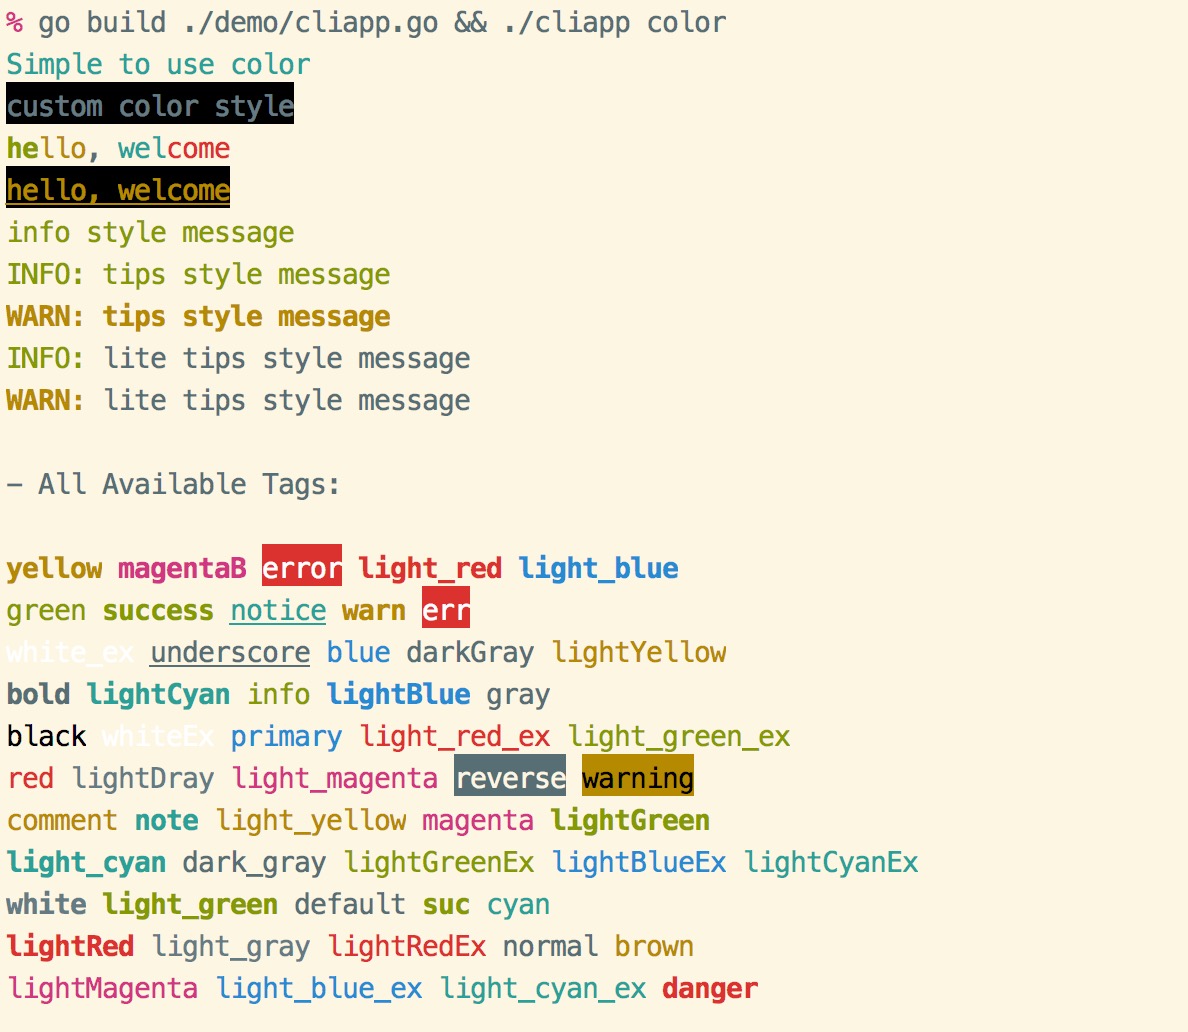 % go build ./demo/cliapp.go && ./cliapp color
Simple to use color
custom color style
hello, welcome
hello, welcome
info style message
INFO: tips style message
WARN: tips style message
INFO: lite tips style message
WARN: lite tips style message
- All Available Tags:
yellow magentaB error light_red light_blue
green success notice warn err
white_ex underscore blue darkGray lightYellow
bold lightCyan info lightBlue gray
black whiteEx primary light_red_ex light_green_ex
red lightDray light_magenta reverse warning
comment note light_yellow magenta lightGreen
light_cyan dark_gray lightGreenEx lightBlueEx lightCyanEx
white light_green default suc cyan
lightRed light_gray lightRedEx normal brown
lightMagenta light_blue_ex light_cyan_ex danger